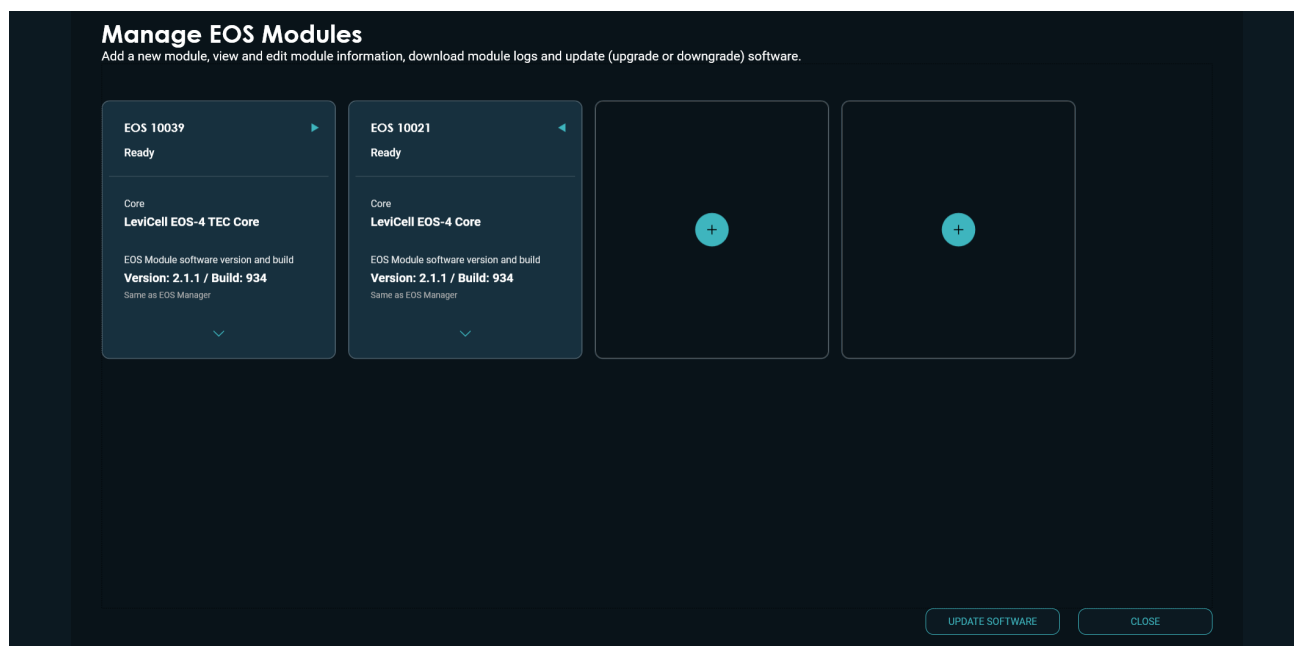 Manage EOS Modules
Add a new module, view and edit module information, download module logs and update (upgrade or downgrade) software.
EOS 10039
Ready
Core
LeviCell EOS-4 TEC Core
EOS Module software version and build
Version: 2.1.1 / Build: 934
Same as EOS Manager
EOS 10021
Ready
Core
LeviCell EOS-4 Core
EOS Module software version and build
Version: 2.1.1 / Build: 934
Same as EOS Manager
UPDATE SOFTWARE
CLOSE